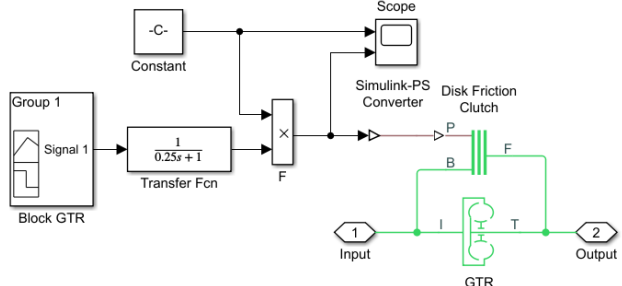 Scope
-C-
Constant
Simulink-PS
Converter
Disk Friction
Clutch
Group 1
Signal 1
Block GTR
1
0.25s + 1
Transfer Fcn
×
F
P
B
F
1
Input
I
T
2
Output
GTR